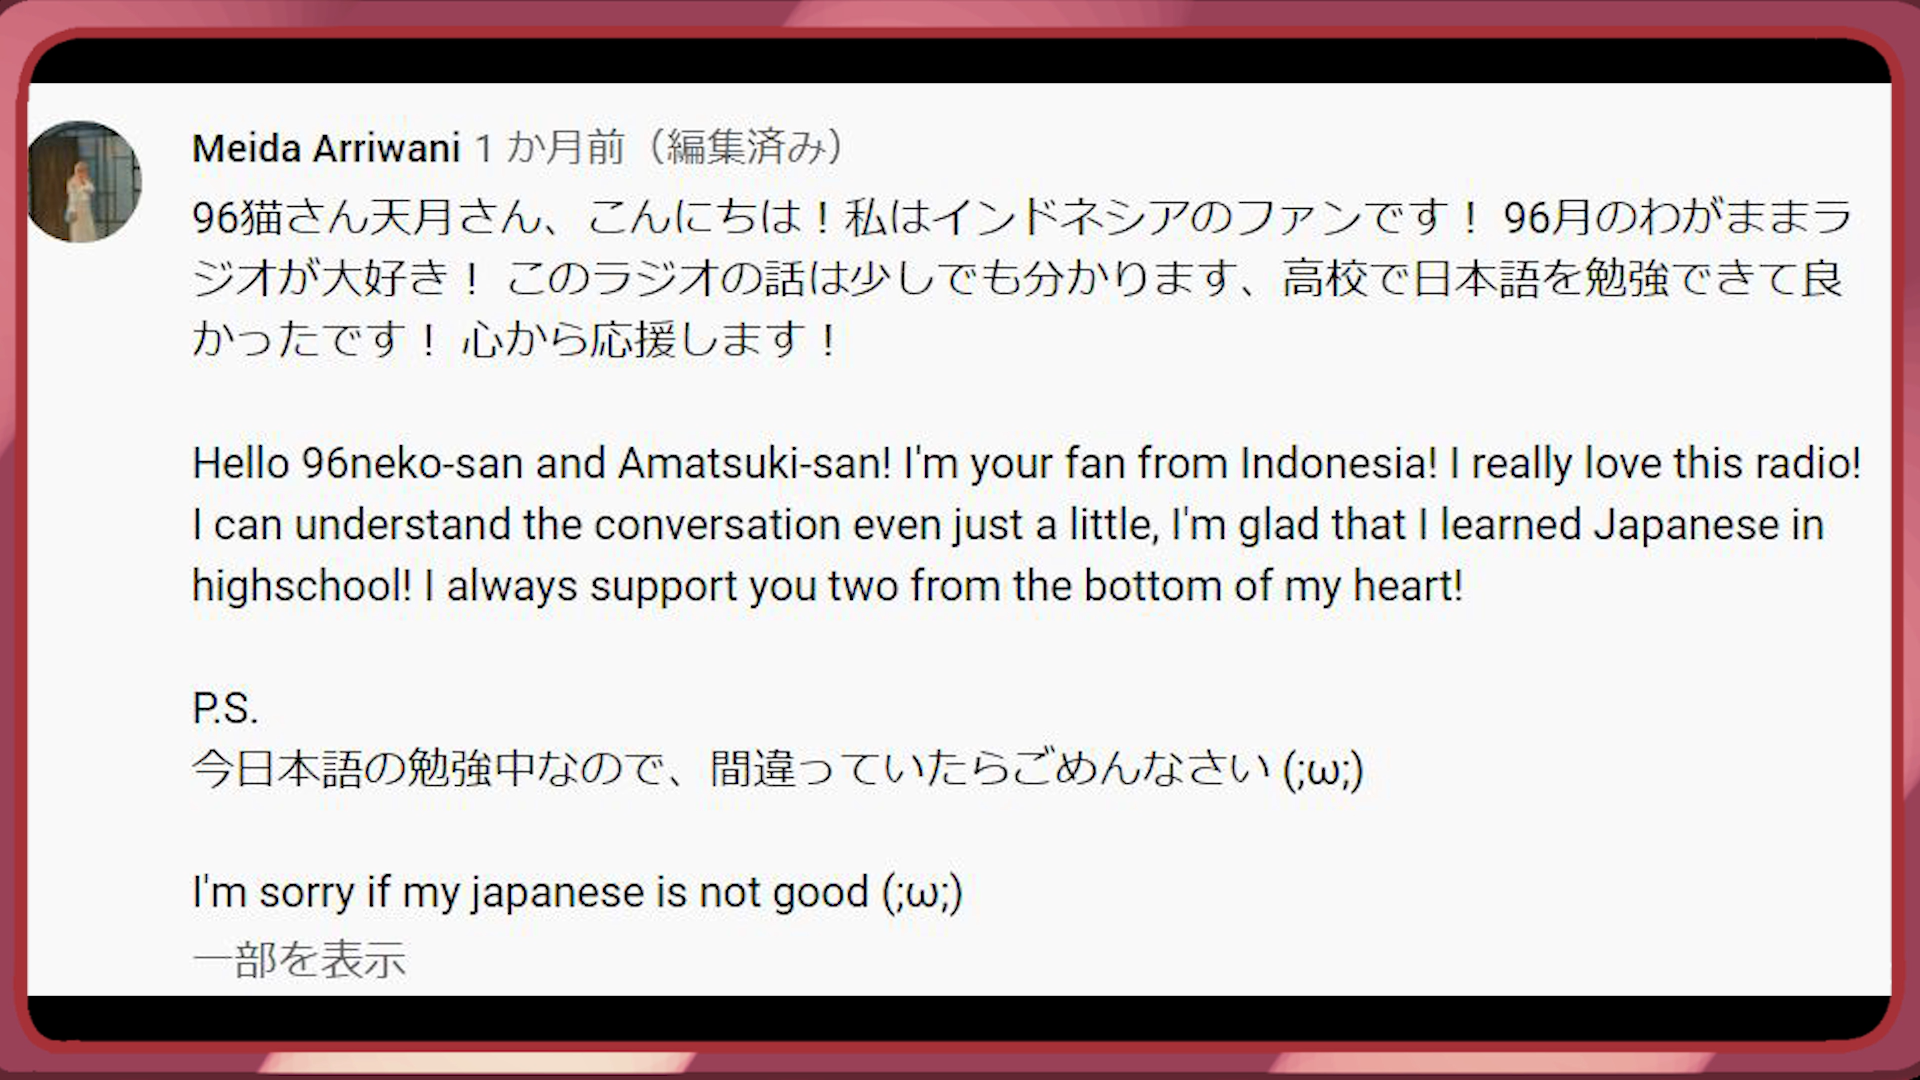 Meida Arriwani 1 か月前（編集済み）
96猫さん天月さん、こんにちは！私はインドネシアのファンです！ 96月のわがままラ
ジオが大好き！ このラジオの話は少しでも分かります、高校で日本語を勉強できて良
かったです！ 心から応援します！
Hello 96neko-san and Amatsuki-san! I'm your fan from Indonesia! I really love this radio!
I can understand the conversation even just a little, I'm glad that I learned Japanese in
highschool! I always support you two from the bottom of my heart!
P.S.
今日本語の勉強中なので、間違っていたらごめんなさい (;ω;)
I'm sorry if my japanese is not good (;ω;)
一部を表示